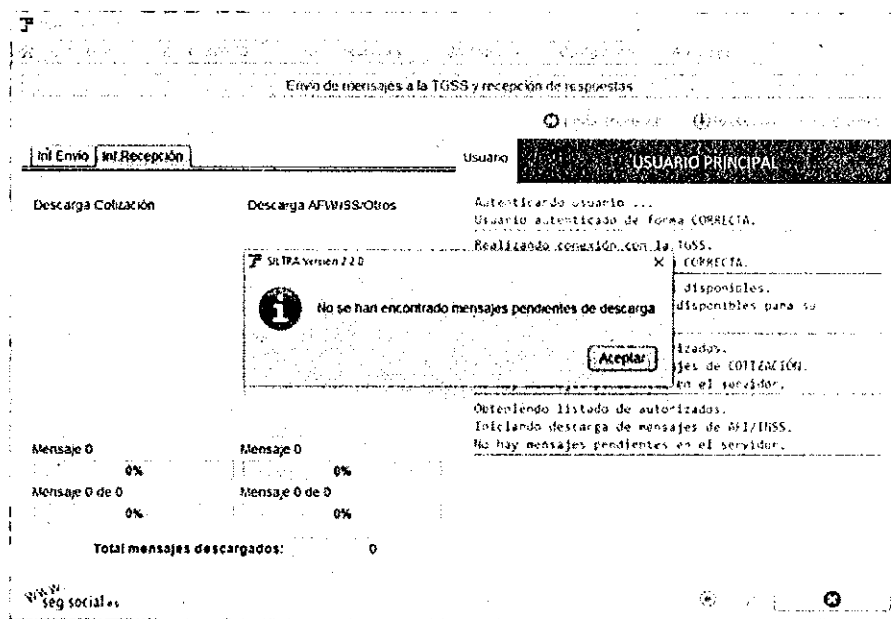 Envío de mensajes a la TGSS y recepción de respuestas
Inf.Envío Inf.Recepción
Usuario
USUARIO PRINCIPAL
Descarga Cotización
Descarga AFI/INSS/Otros
Autenticando usuario ...
Usuario autenticado de forma CORRECTA.
Realizando conexión con la TGSS.
CORRECTA.
disponibles.
disponibles para su
izados.
jes de COTIZACIÓN.
en el servidor.
SILTRA Versión 2.2.0
No se han encontrado mensajes pendientes de descarga
Aceptar
Obteniendo listado de autorizados.
Iniciando descarga de mensajes de AFI/INSS.
No hay mensajes pendientes en el servidor.
Mensaje 0
0%
Mensaje 0 de 0
0%
Mensaje 0
0%
Mensaje 0 de 0
0%
Total mensajes descargados: 0
www.
seg-social.es